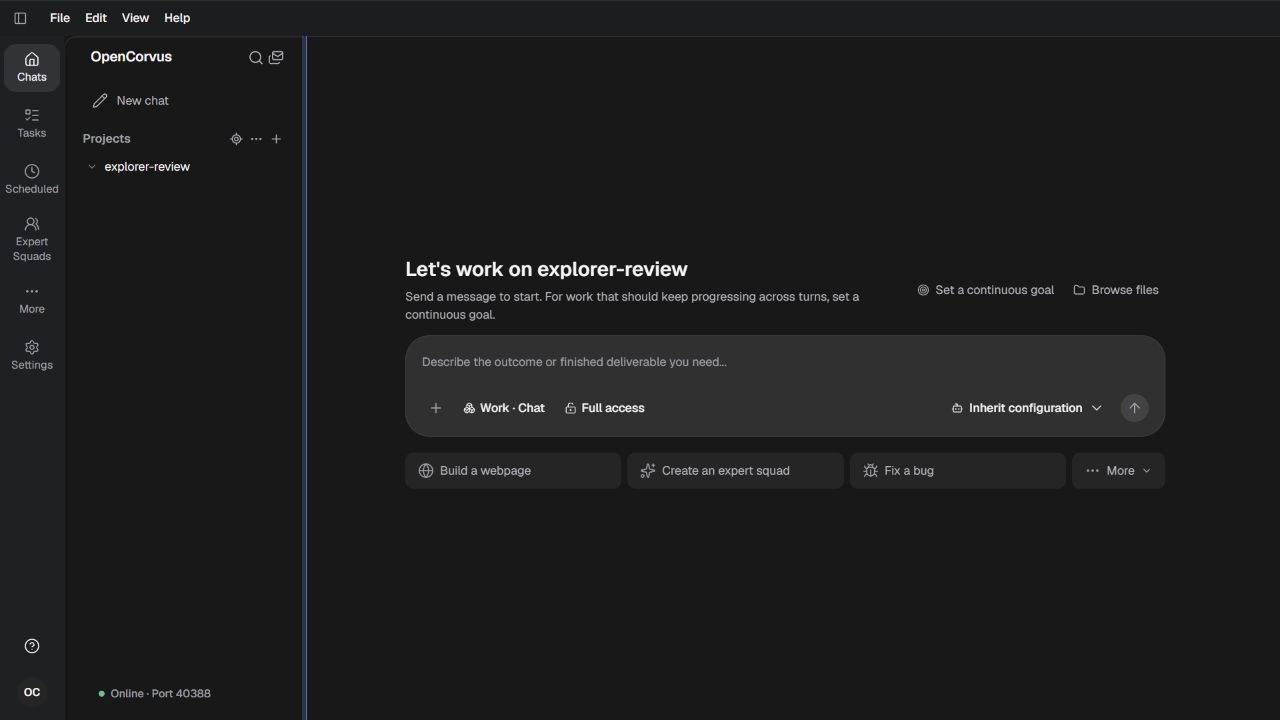 File Edit View Help
Chats
Tasks
Scheduled
Expert
Squads
More
Settings
OC
OpenCorvus
New chat
Projects
explorer-review
Online · Port 40388
Let's work on explorer-review
Send a message to start. For work that should keep progressing across turns, set a
continuous goal.
Set a continuous goal
Browse files
Describe the outcome or finished deliverable you need...
Work · Chat
Full access
Inherit configuration
Build a webpage
Create an expert squad
Fix a bug
More